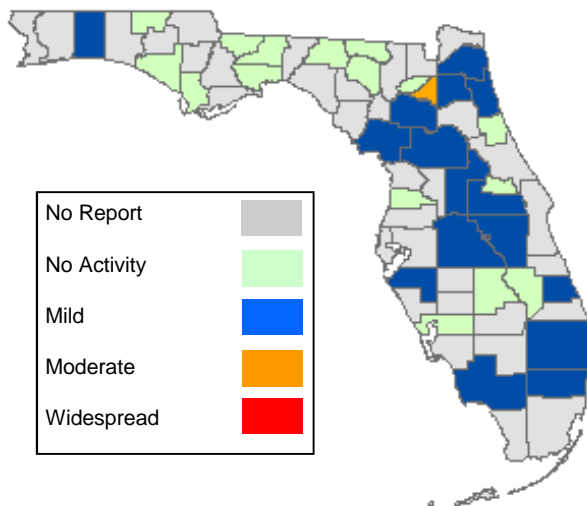 No Report
No Activity
Mild
Moderate
Widespread